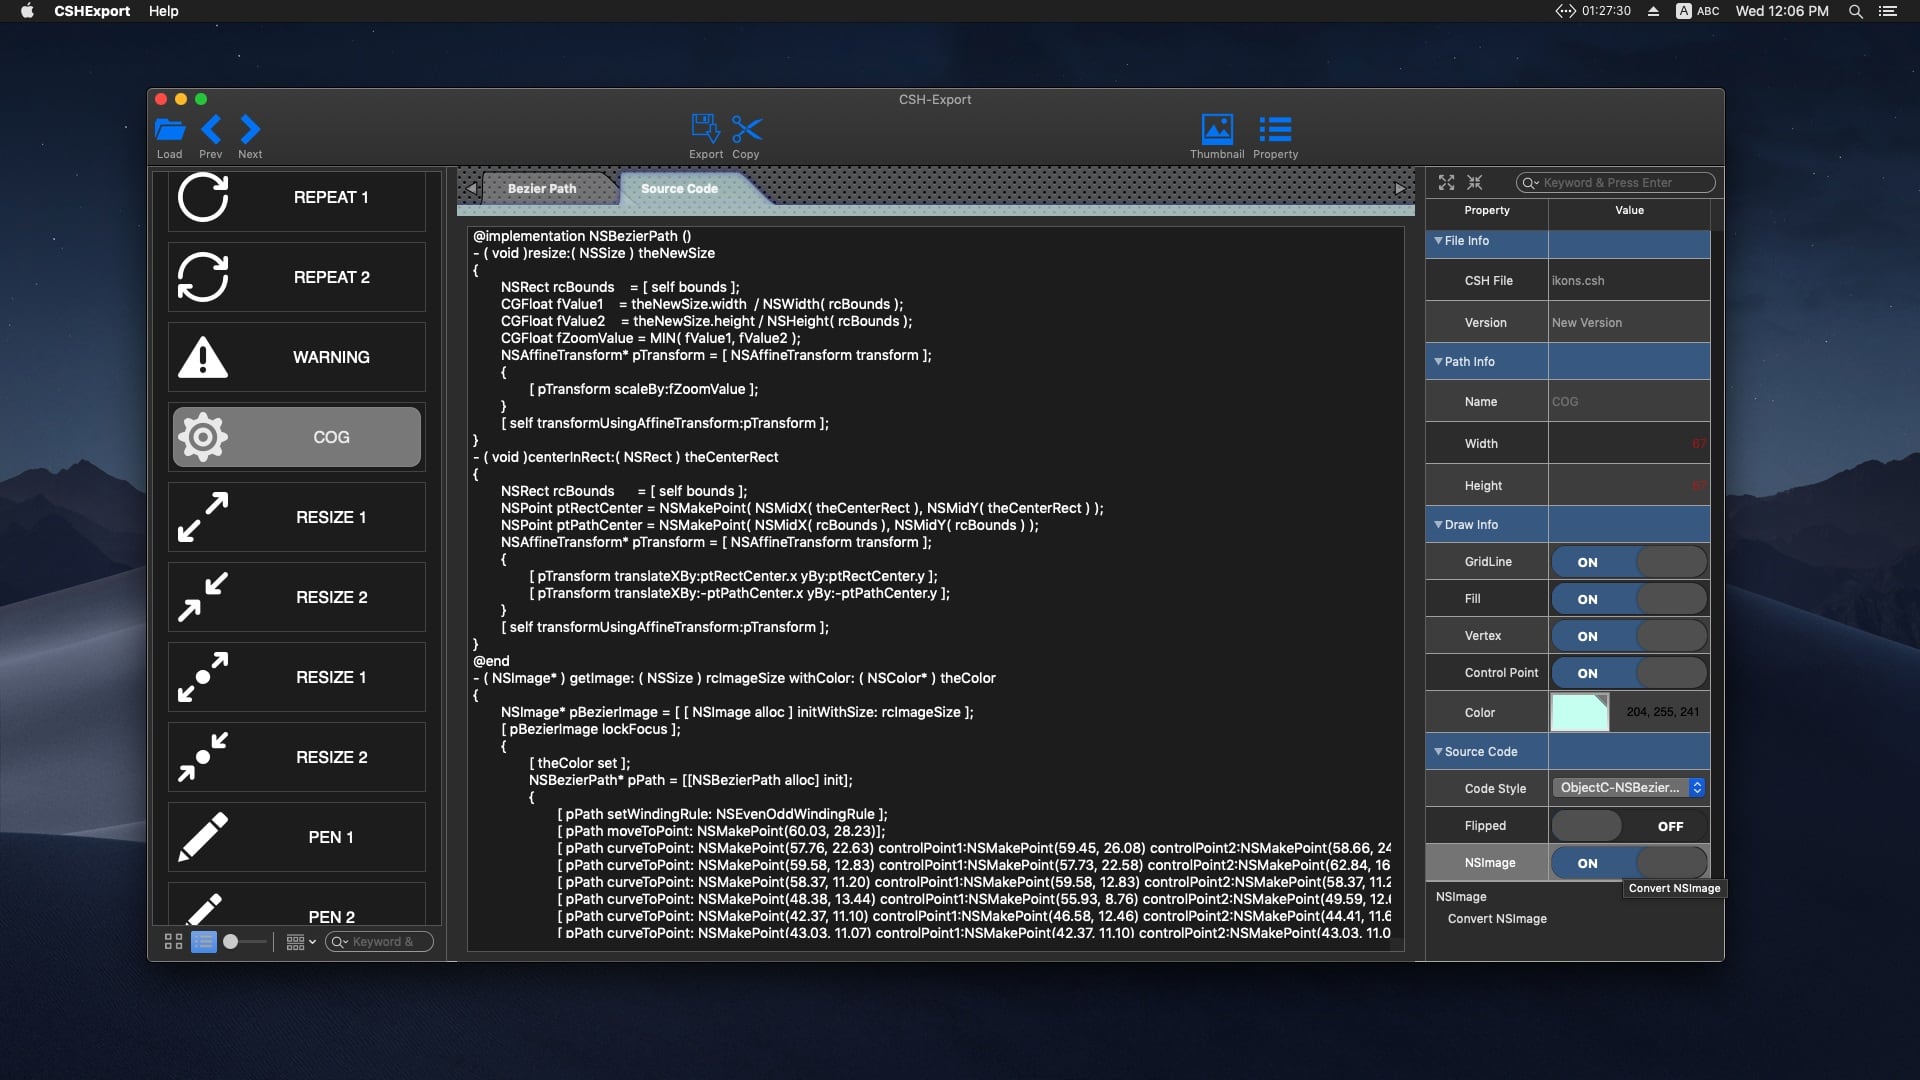 CSHExport Help
01:27:30 A ABC Wed 12:06 PM
CSH-Export
Load Prev Next Export Copy Thumbnail Property
REPEAT 1
REPEAT 2
WARNING
COG
RESIZE 1
RESIZE 2
RESIZE 1
RESIZE 2
PEN 1
PEN 2
Keyword &
Bezier Path Source Code
@implementation NSBezierPath ()
- ( void )resize:( NSSize ) theNewSize
{
NSRect rcBounds = [ self bounds ];
CGFloat fValue1 = theNewSize.width / NSWidth( rcBounds );
CGFloat fValue2 = theNewSize.height / NSHeight( rcBounds );
CGFloat fZoomValue = MIN( fValue1, fValue2 );
NSAffineTransform* pTransform = [ NSAffineTransform transform ];
{
[ pTransform scaleBy:fZoomValue ];
}
[ self transformUsingAffineTransform:pTransform ];
}
- ( void )centerInRect:( NSRect ) theCenterRect
{
NSRect rcBounds = [ self bounds ];
NSPoint ptRectCenter = NSMakePoint( NSMidX( theCenterRect ), NSMidY( theCenterRect ) );
NSPoint ptPathCenter = NSMakePoint( NSMidX( rcBounds ), NSMidY( rcBounds ) );
NSAffineTransform* pTransform = [ NSAffineTransform transform ];
{
[ pTransform translateXBy:ptRectCenter.x yBy:ptRectCenter.y ];
[ pTransform translateXBy:-ptPathCenter.x yBy:-ptPathCenter.y ];
}
[ self transformUsingAffineTransform:pTransform ];
}
@end
- ( NSImage* ) getImage: ( NSSize ) rcImageSize withColor: ( NSColor* ) theColor
{
NSImage* pBezierImage = [ [ NSImage alloc ] initWithSize: rcImageSize ];
[ pBezierImage lockFocus ];
{
[ theColor set ];
NSBezierPath* pPath = [[NSBezierPath alloc] init];
{
[ pPath setWindingRule: NSEvenOddWindingRule ];
[ pPath moveToPoint: NSMakePoint(60.03, 28.23)];
[ pPath curveToPoint: NSMakePoint(57.76, 22.63) controlPoint1:NSMakePoint(59.45, 26.08) controlPoint2:NSMakePoint(58.66, 24
[ pPath curveToPoint: NSMakePoint(59.58, 12.83) controlPoint1:NSMakePoint(57.73, 22.58) controlPoint2:NSMakePoint(62.84, 16
[ pPath curveToPoint: NSMakePoint(58.37, 11.20) controlPoint1:NSMakePoint(59.58, 12.83) controlPoint2:NSMakePoint(58.37, 11.2
[ pPath curveToPoint: NSMakePoint(48.38, 13.44) controlPoint1:NSMakePoint(55.93, 8.76) controlPoint2:NSMakePoint(49.59, 12.
[ pPath curveToPoint: NSMakePoint(42.37, 11.10) controlPoint1:NSMakePoint(46.58, 12.46) controlPoint2:NSMakePoint(44.41, 11.6
[ pPath curveToPoint: NSMakePoint(43.03, 11.07) controlPoint1:NSMakePoint(42.37, 11.10) controlPoint2:NSMakePoint(43.03, 11.0
Keyword & Press Enter
Property Value
File Info
CSH File ikons.csh
Version New Version
Path Info
Name COG
Width
Height
Draw Info
GridLine ON
Fill ON
Vertex ON
Control Point ON
Color 204, 255, 241
Source Code
Code Style ObjectC-NSBezier...
Flipped OFF
NSImage ON
Convert NSImage
NSImage
Convert NSImage